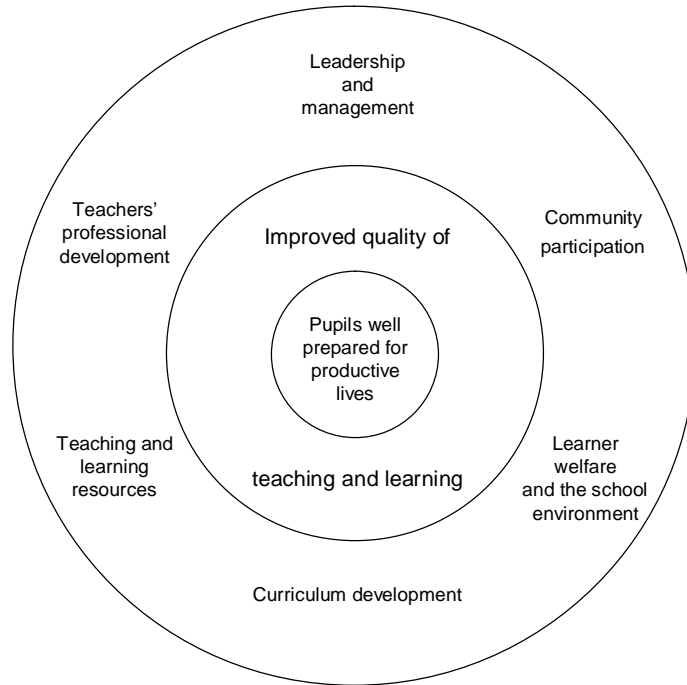 Leadership
and
management
Teachers'
professional
development
Improved quality of
Community
participation
Pupils well
prepared for
productive
lives
Teaching and
learning
resources
teaching and learning
Learner
welfare
and the school
environment
Curriculum development